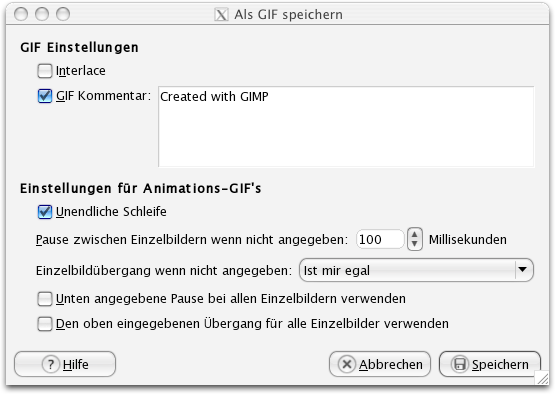 Als GIF speichern
GIF Einstellungen
Interlace
GIF Kommentar: Created with GIMP
Einstellungen für Animations-GIF's
Unendliche Schleife
Pause zwischen Einzelbildern wenn nicht angegeben: 100 Millisekunden
Einzelbildübergang wenn nicht angegeben: Ist mir egal
Unten angegebene Pause bei allen Einzelbildern verwenden
Den oben eingegebenen Übergang für alle Einzelbilder verwenden
Hilfe Abbrechen Speichern